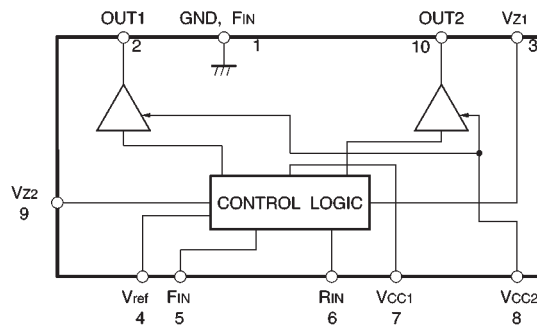 OUT1 GND, FIN OUT2 VZ1
2 1 10 3
VZ2
9
CONTROL LOGIC
Vref FIN RIN VCC1 VCC2
4 5 6 7 8